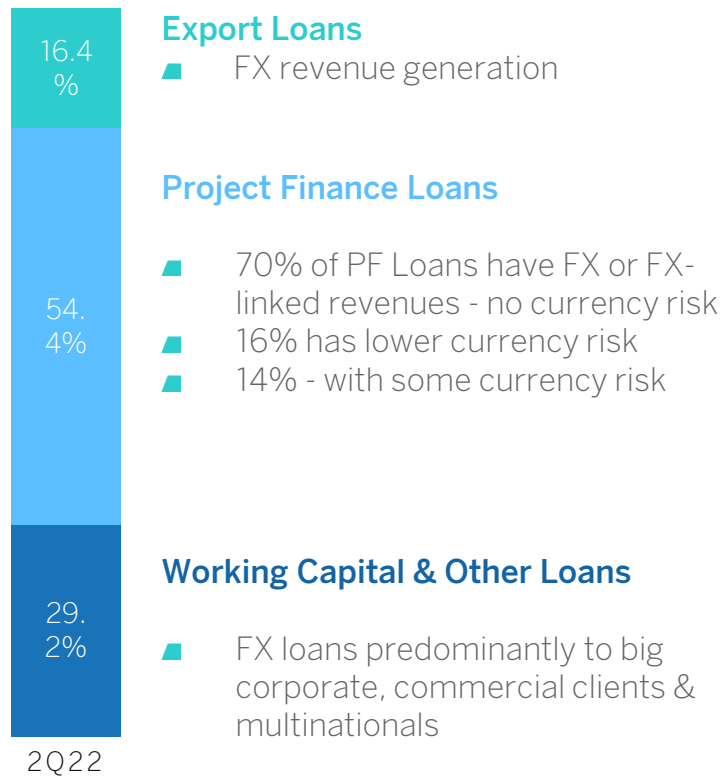 16.4
%
Export Loans
FX revenue generation
54.
4%
Project Finance Loans
70% of PF Loans have FX or FX-
linked revenues - no currency risk
16% has lower currency risk
14% - with some currency risk
29.
2%
Working Capital & Other Loans
FX loans predominantly to big
corporate, commercial clients &
multinationals
2Q22